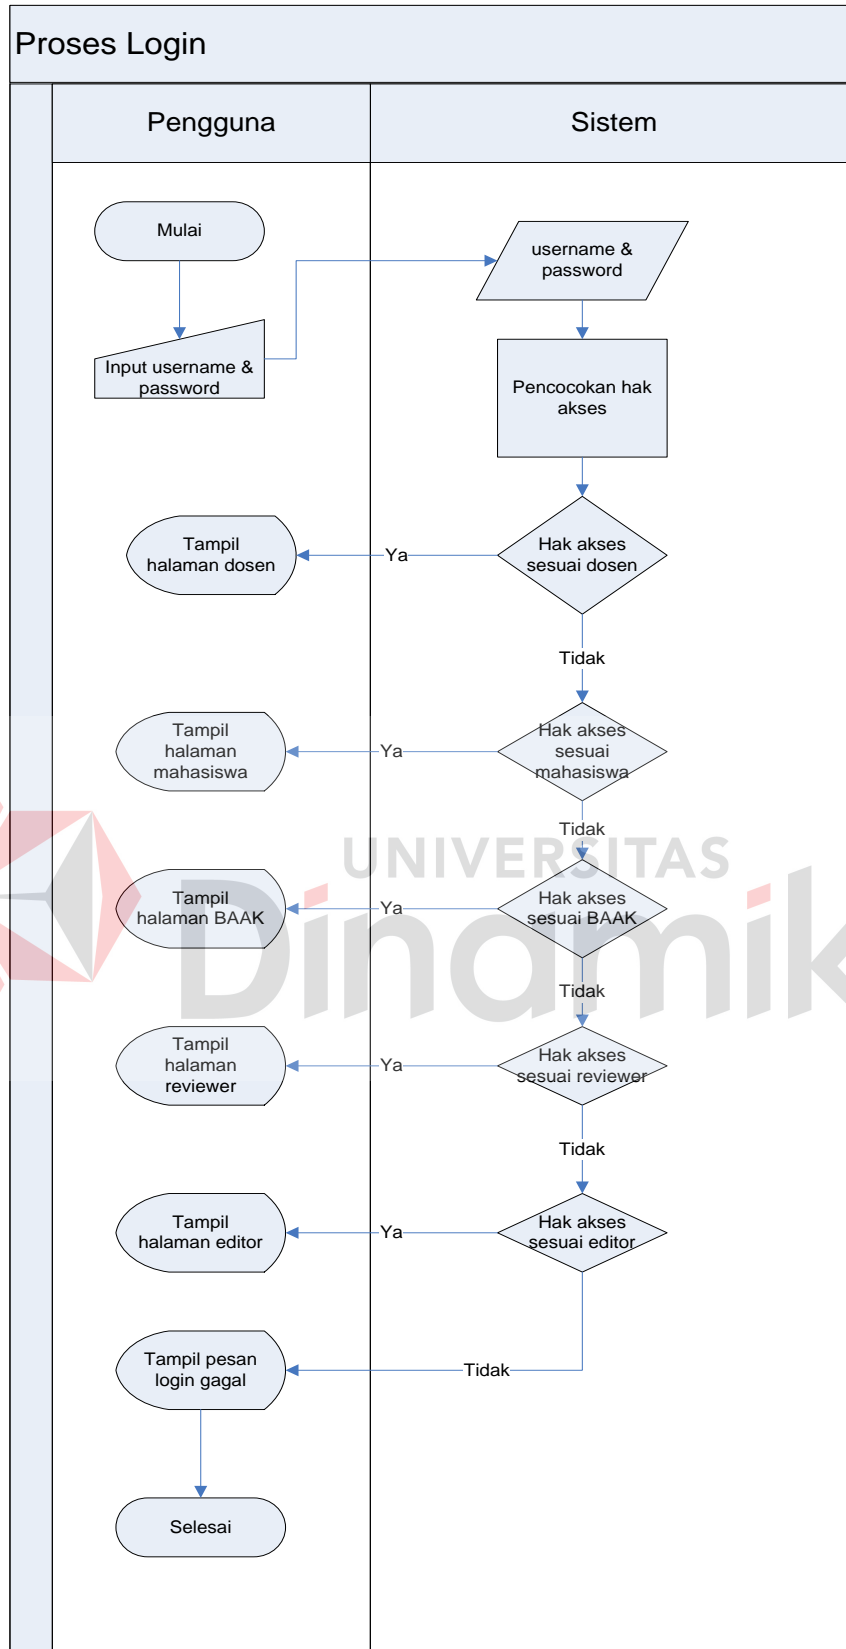 Proses Login
Pengguna
Sistem
Mulai
username &
password
Input username &
password
Pencocokan hak
akses
Tampil
halaman dosen
Ya
Hak akses
sesuai dosen
Tidak
Tampil
halaman
mahasiswa
Ya
Hak akses
sesuai
mahasiswa
Tidak
UNIVERSITAS
Dinamik
Tampil
halaman BAAK
Ya
Hak akses
sesuai BAAK
Tidak
Tampil
halaman
reviewer
Ya
Hak akses
sesuai reviewer
Tidak
Tampil
halaman editor
Ya
Hak akses
sesuai editor
Tampil pesan
login gagal
Tidak
Selesai